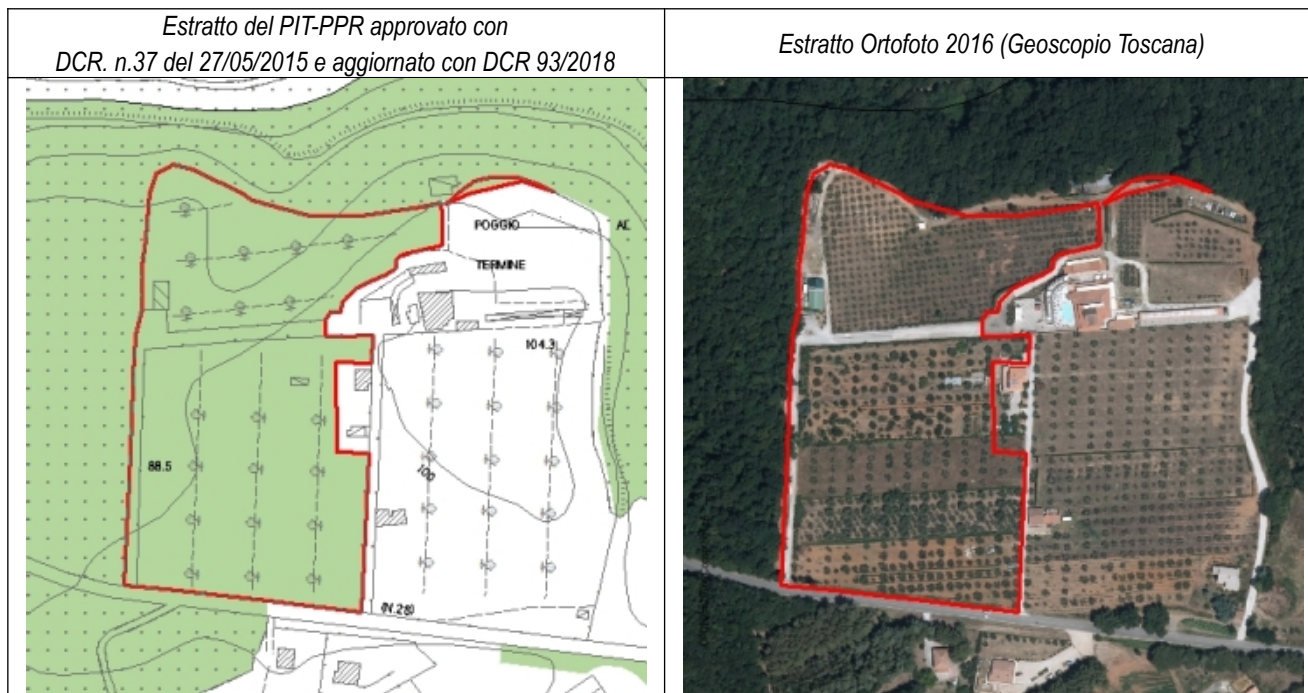 Estratto del PIT-PPR approvato con
DCR. n.37 del 27/05/2015 e aggiornato con DCR 93/2018
Estratto Ortofoto 2016 (Geoscopio Toscana)
POGGIO AL
TERMINE
104.3
88.5
100
(N.28)